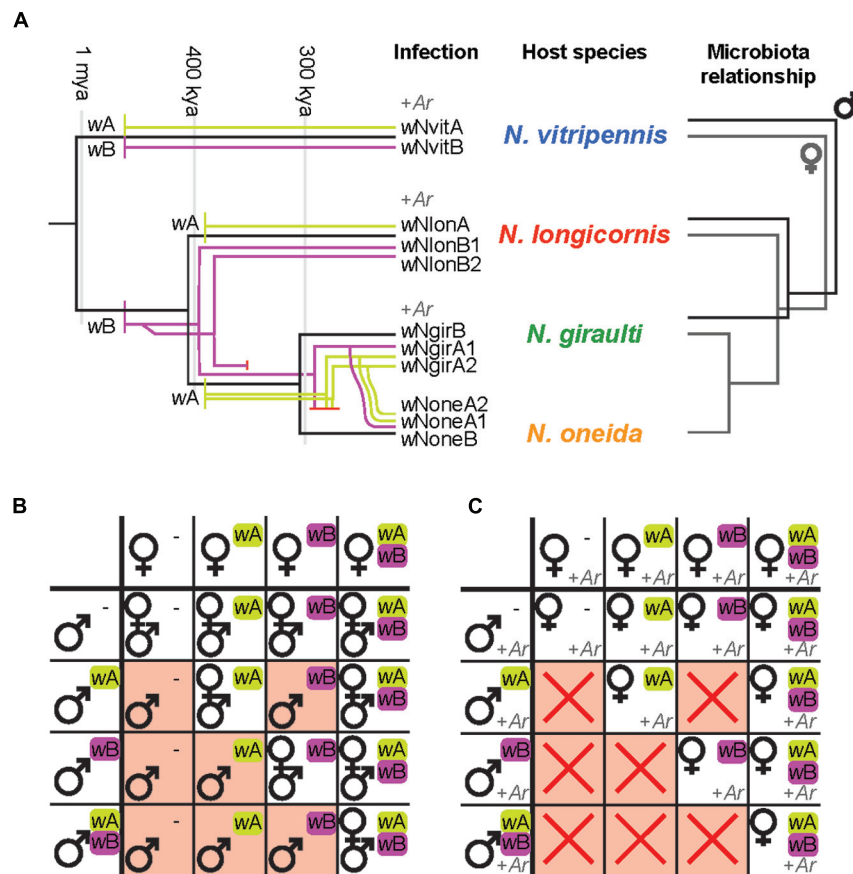 A
1 mya
400 kya
300 kya
Infection
Host species
Microbiota
relationship
+Ar
wA
wNvitA
wB
wNvitB
N. vitripennis
♂
♀
+Ar
wA
wNlonA
wNlonB1
wNlonB2
N. longicornis
+Ar
wB
wNgirB
wNgirA1
wNgirA2
N. giraulti
wA
wNoneA2
wNoneA1
wNoneB
N. oneida
B
♀ - ♀ wA ♀ wB ♀ wA wB
♂ - ♀♂ - ♀♂ wA ♀♂ wB ♀♂ wA wB
♂ wA ♂ - ♀♂ wA ♂ wB ♀♂ wA wB
♂ wB ♂ - ♂ wA ♀♂ wB ♀♂ wA wB
♂ wA wB ♂ - ♂ wA ♂ wB ♀♂ wA wB
C
♀ - +Ar ♀ wA +Ar ♀ wB +Ar ♀ wA wB +Ar
♂ - +Ar ♀ - +Ar ♀ wA +Ar ♀ wB +Ar ♀ wA wB +Ar
♂ wA +Ar ♀ wA +Ar ♀ wA wB +Ar
♂ wB +Ar ♀ wB +Ar ♀ wA wB +Ar
♂ wA wB +Ar ♀ wA wB +Ar